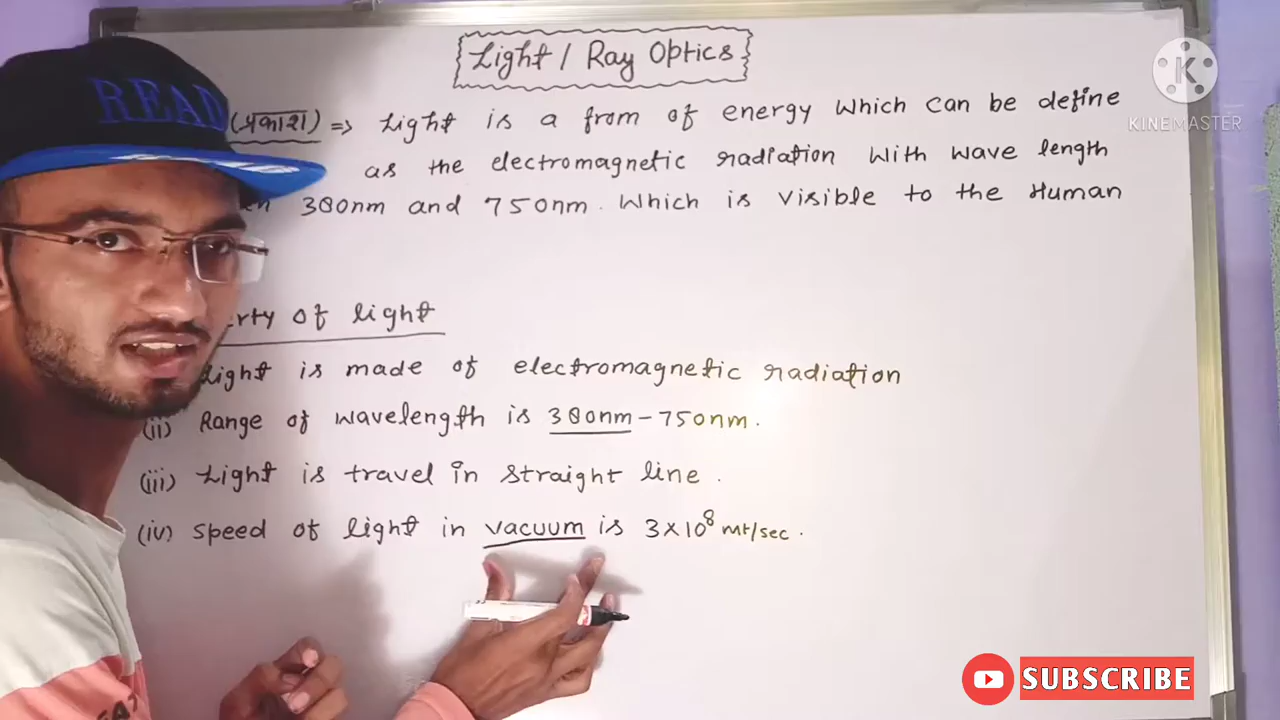 Light / Ray Optics
READ
(प्रकाश) => Light is a from of energy which can be define
as the electromagnetic radiation with wave length
380nm and 750nm. Which is visible to the Human
of light
Light is made of electromagnetic radiation
(ii) Range of wavelength is 380nm - 750nm.
(iii) Light is travel in straight line.
(iv) speed of light in vacuum is 3×10⁸ mt/sec.
K
KINEMASTER
SUBSCRIBE